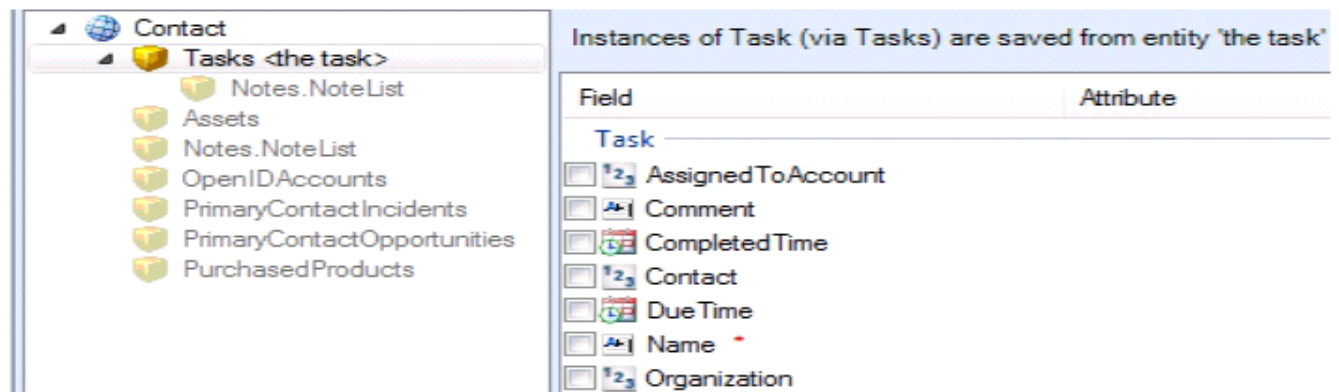 Contact
Tasks <the task>
Notes.NoteList
Assets
Notes.NoteList
OpenIDAccounts
PrimaryContactIncidents
PrimaryContactOpportunities
PurchasedProducts
Instances of Task (via Tasks) are saved from entity 'the task'
Field Attribute
Task
AssignedToAccount
Comment
CompletedTime
Contact
DueTime
Name *
Organization